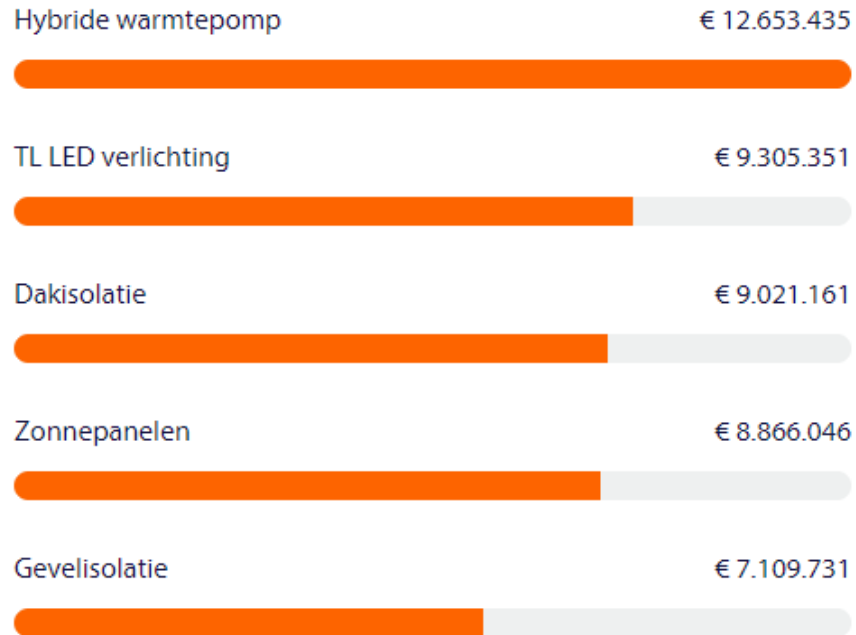 Hybride warmtepomp € 12.653.435
TL LED verlichting € 9.305.351
Dakisolatie € 9.021.161
Zonnepanelen € 8.866.046
Gevelisolatie € 7.109.731